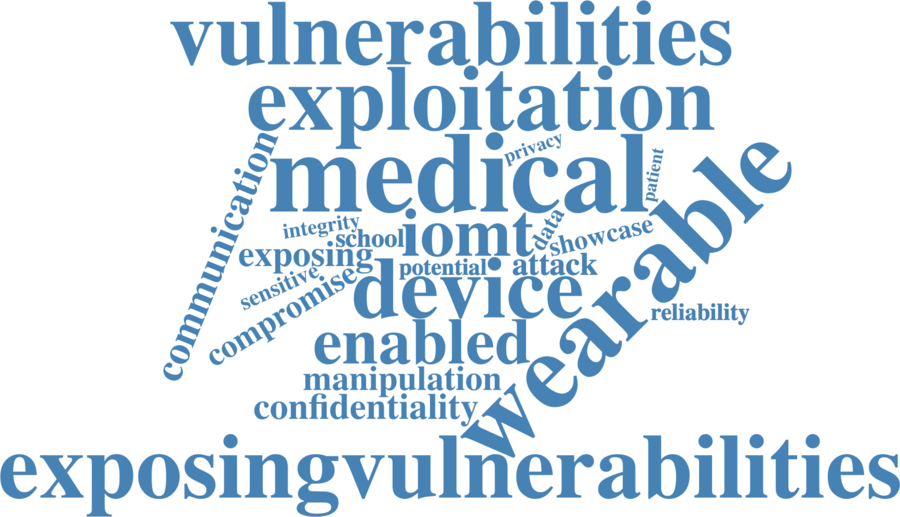 vulnerabilities
exploitation
medical
privacy
patient
communication
integrity
school
iomt
data
showcase
exposing
potential
attack
sensitive
compromise
device
wearable
reliability
enabled
manipulation
confidentiality
exposingvulnerabilities